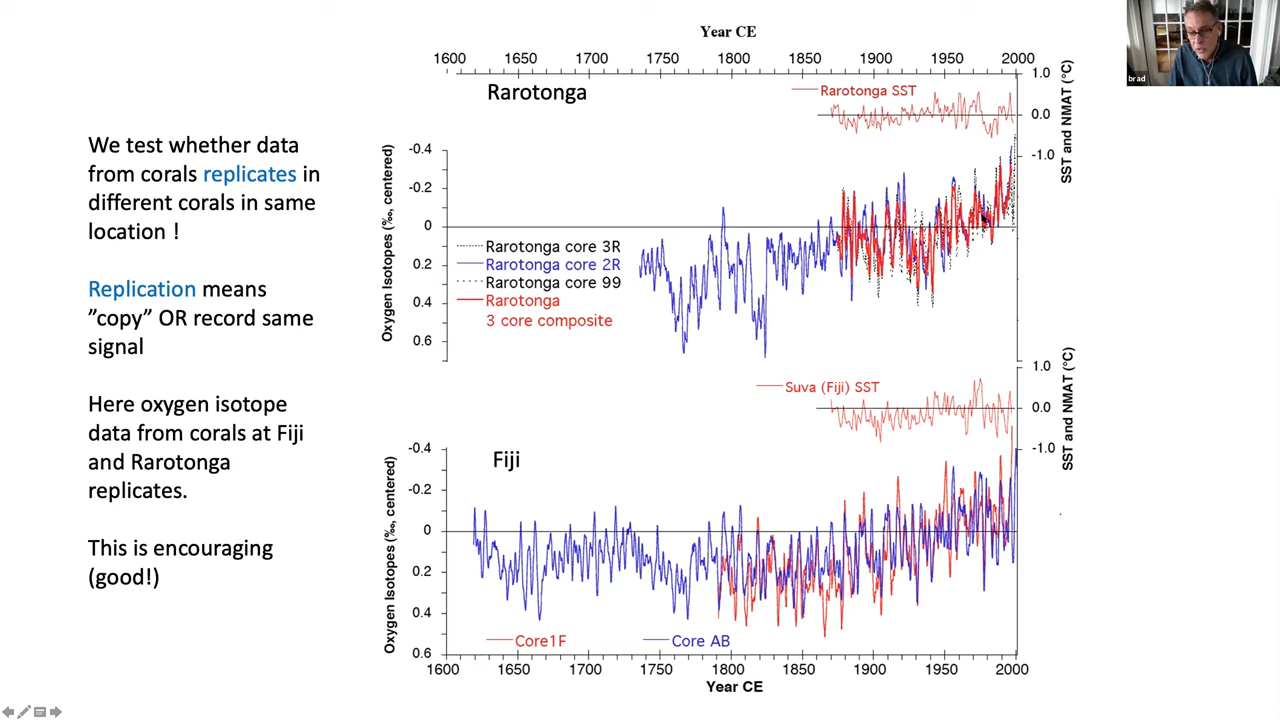 We test whether data
from corals replicates in
different corals in same
location !
Replication means
”copy” OR record same
signal
Here oxygen isotope
data from corals at Fiji
and Rarotonga
replicates.
This is encouraging
(good!)
Year CE
1600 1650 1700 1750 1800 1850 1900 1950 2000
Rarotonga
Rarotonga SST
1.0
0.0
-1.0
SST and NMAT (°C)
Oxygen Isotopes (‰, centered)
-0.4
-0.2
0
0.2
0.4
0.6
Rarotonga core 3R
Rarotonga core 2R
Rarotonga core 99
Rarotonga
3 core composite
Suva (Fiji) SST
1.0
0.0
-1.0
SST and NMAT (°C)
Fiji
Oxygen Isotopes (‰, centered)
-0.4
-0.2
0
0.2
0.4
0.6
Core1F
Core AB
1600 1650 1700 1750 1800 1850 1900 1950 2000
Year CE
brad